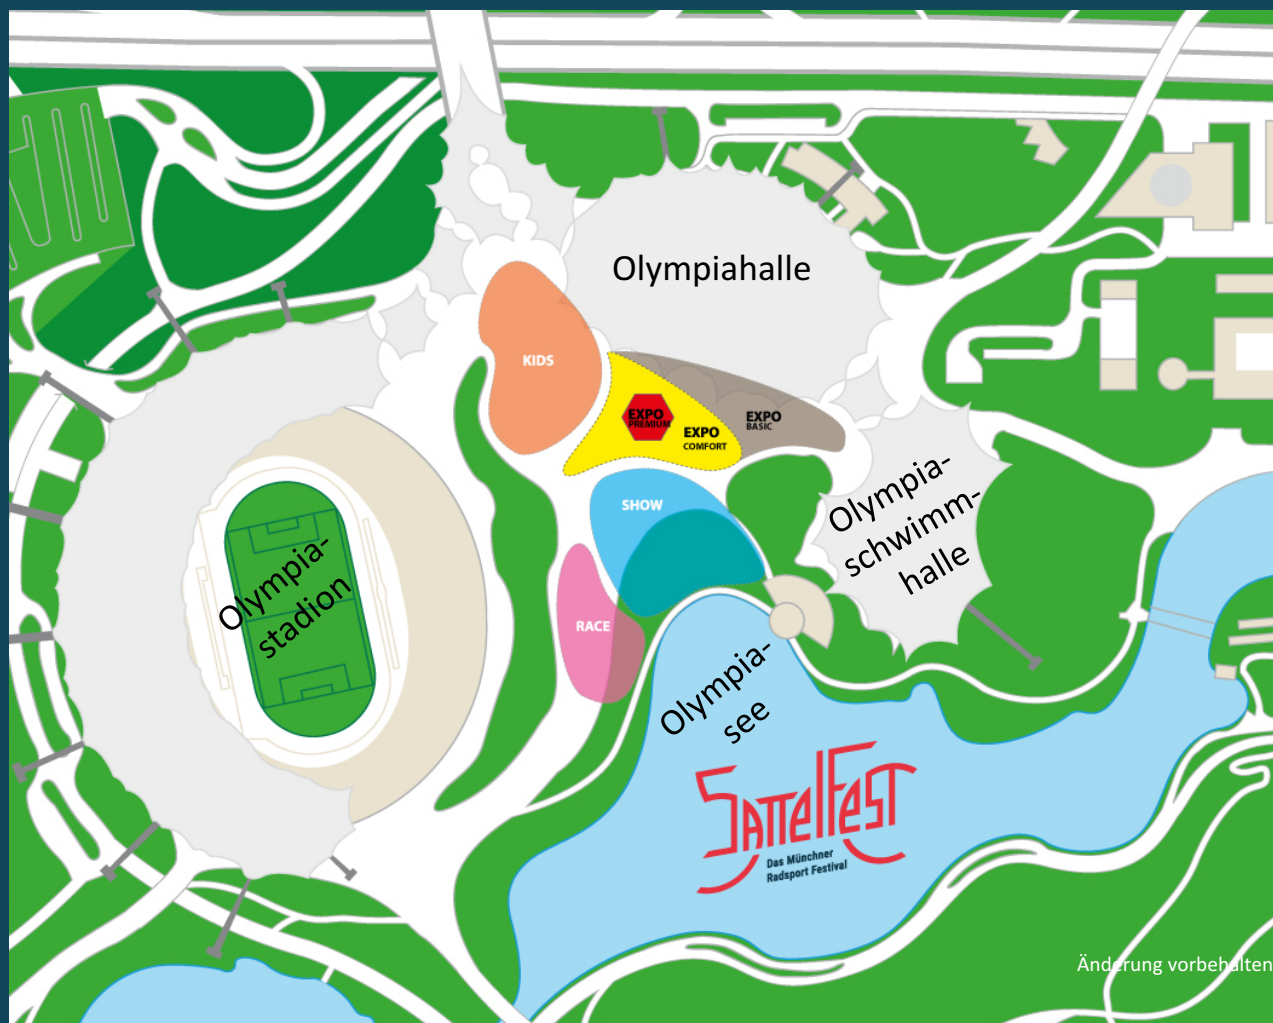 Olympiahalle
KIDS
EXPO
PREMIUM
EXPO
COMFORT
EXPO
BASIC
SHOW
RACE
Olympia-
schwimm-
halle
Olympia-
stadion
Olympia-
see
SATTELFEST
Das Münchner
Radsport Festival
Änderung vorbehalten